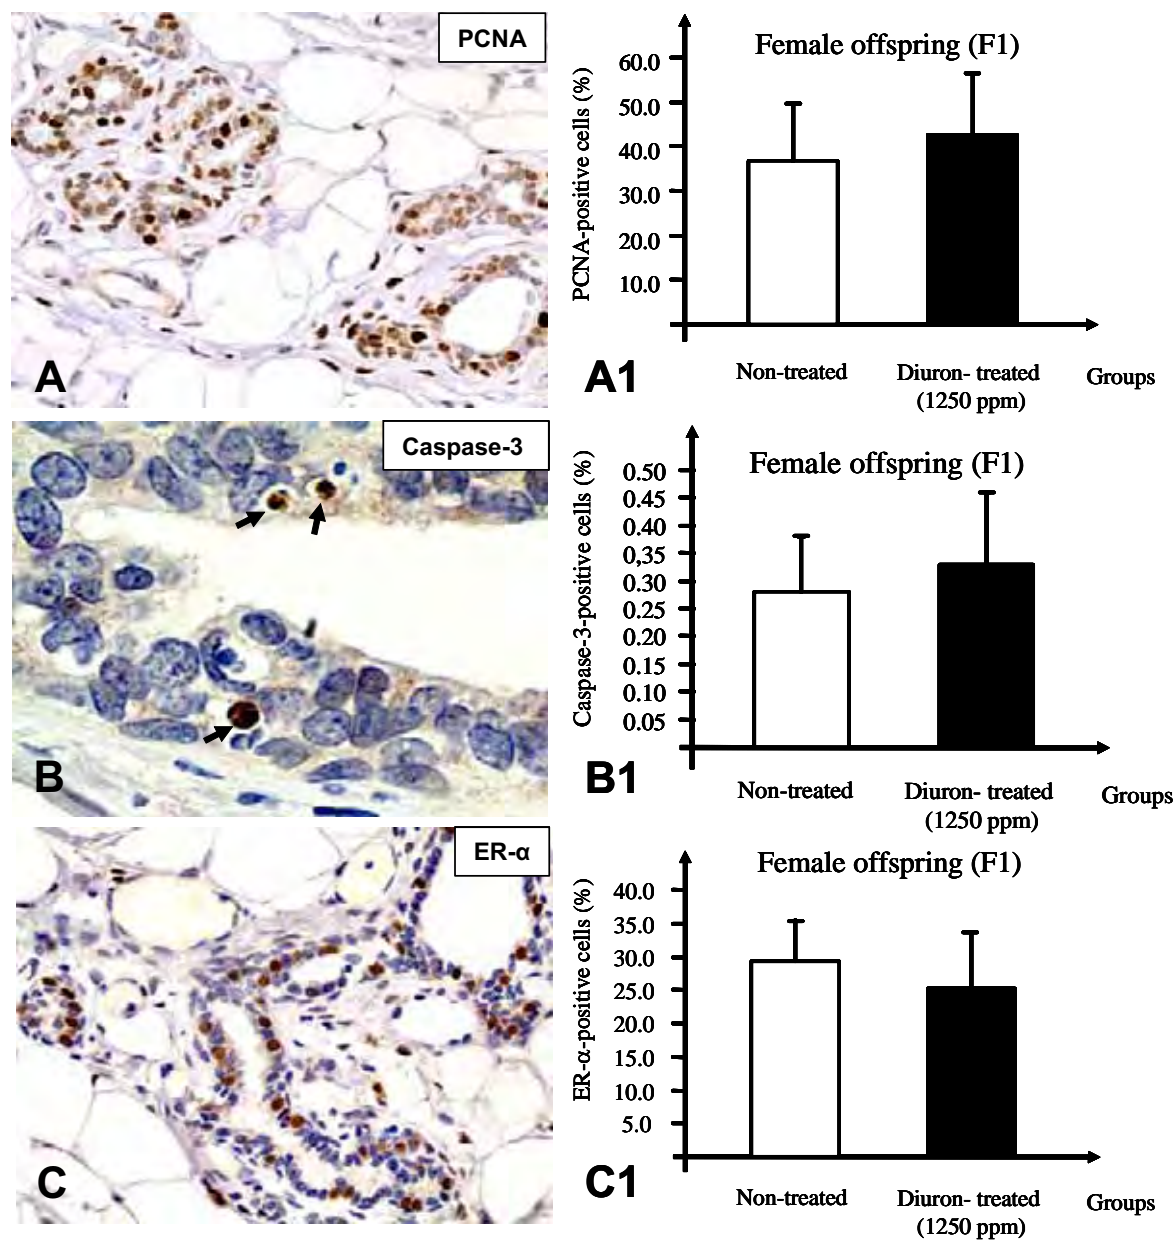 PCNA
A
Female offspring (F1)
PCNA-positive cells (%)
60.0
50.0
40.0
30.0
20.0
10.0
A1
Non-treated
Diuron- treated
(1250 ppm)
Groups
Caspase-3
B
Female offspring (F1)
Caspase-3-positive cells (%)
0.50
0.45
0.40
0,35
0.30
0.25
0.20
0.15
0.10
0.05
B1
Non-treated
Diuron- treated
(1250 ppm)
Groups
ER-α
C
Female offspring (F1)
ER-α-positive cells (%)
40.0
35.0
30.0
25.0
20.0
15.0
10.0
5.0
C1
Non-treated
Diuron- treated
(1250 ppm)
Groups